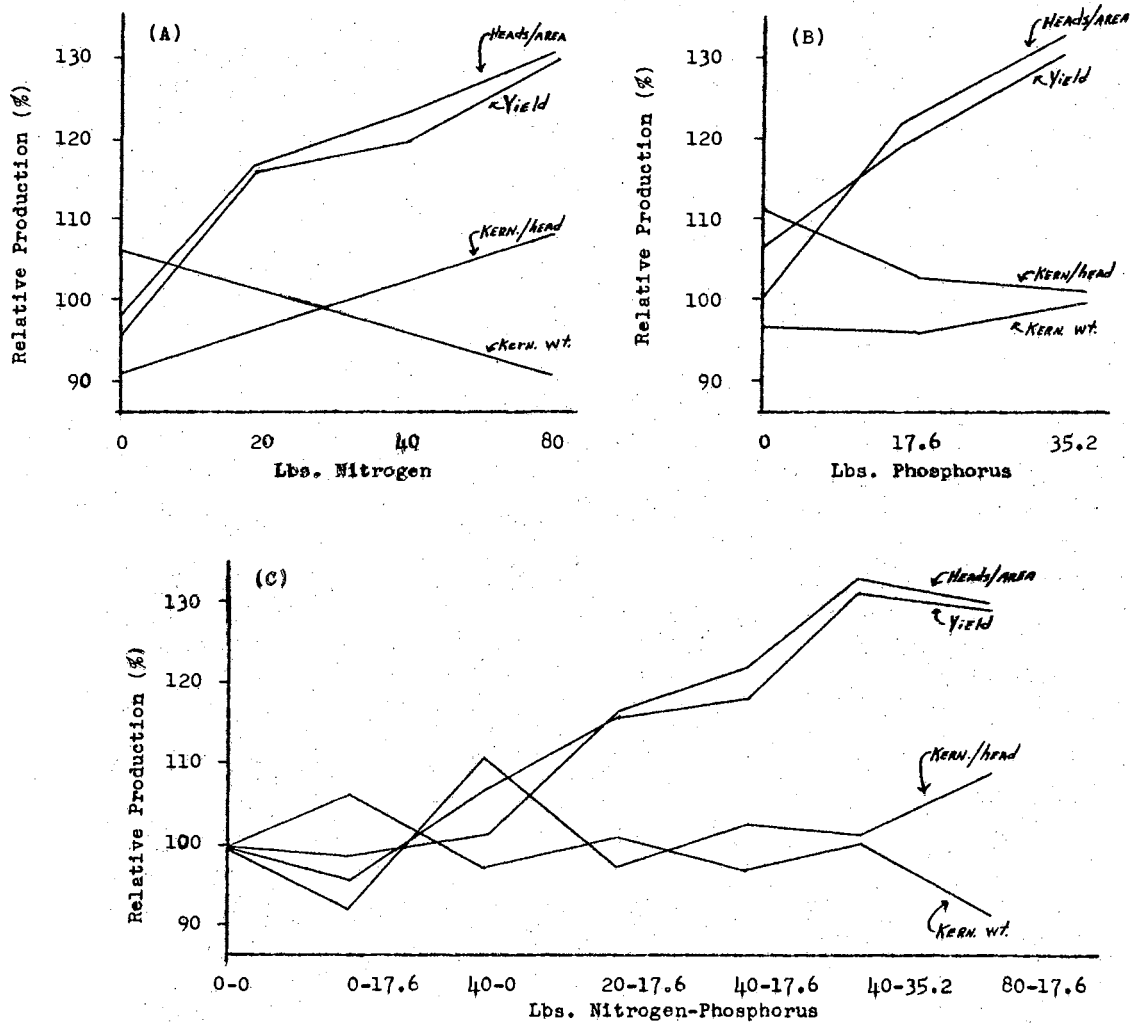 (A)
Relative Production (%)
130
120
110
100
90
0 20 40 80
Lbs. Nitrogen
HEADS/AREA
YiELD
KERN./HEAD
Kern. wt.
(B)
Relative Production (%)
130
120
110
100
90
0 17.6 35.2
Lbs. Phosphorus
HEADS/AREA
YiELD
KERN/HEAD
KERN. wt.
(C)
Relative Production (%)
130
120
110
100
90
0-0 0-17.6 40-0 20-17.6 40-17.6 40-35.2 80-17.6
Lbs. Nitrogen-Phosphorus
HEADS/AREA
YiELD
KERN./HEAD
KERN. wt.